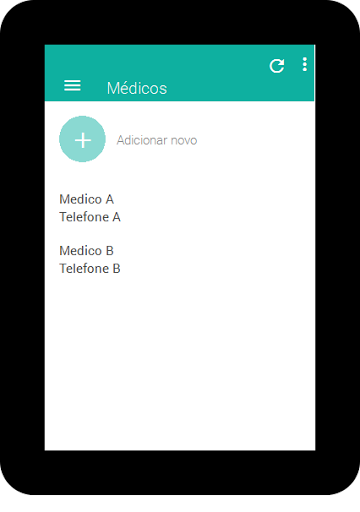 Médicos
Adicionar novo
Medico A
Telefone A
Medico B
Telefone B